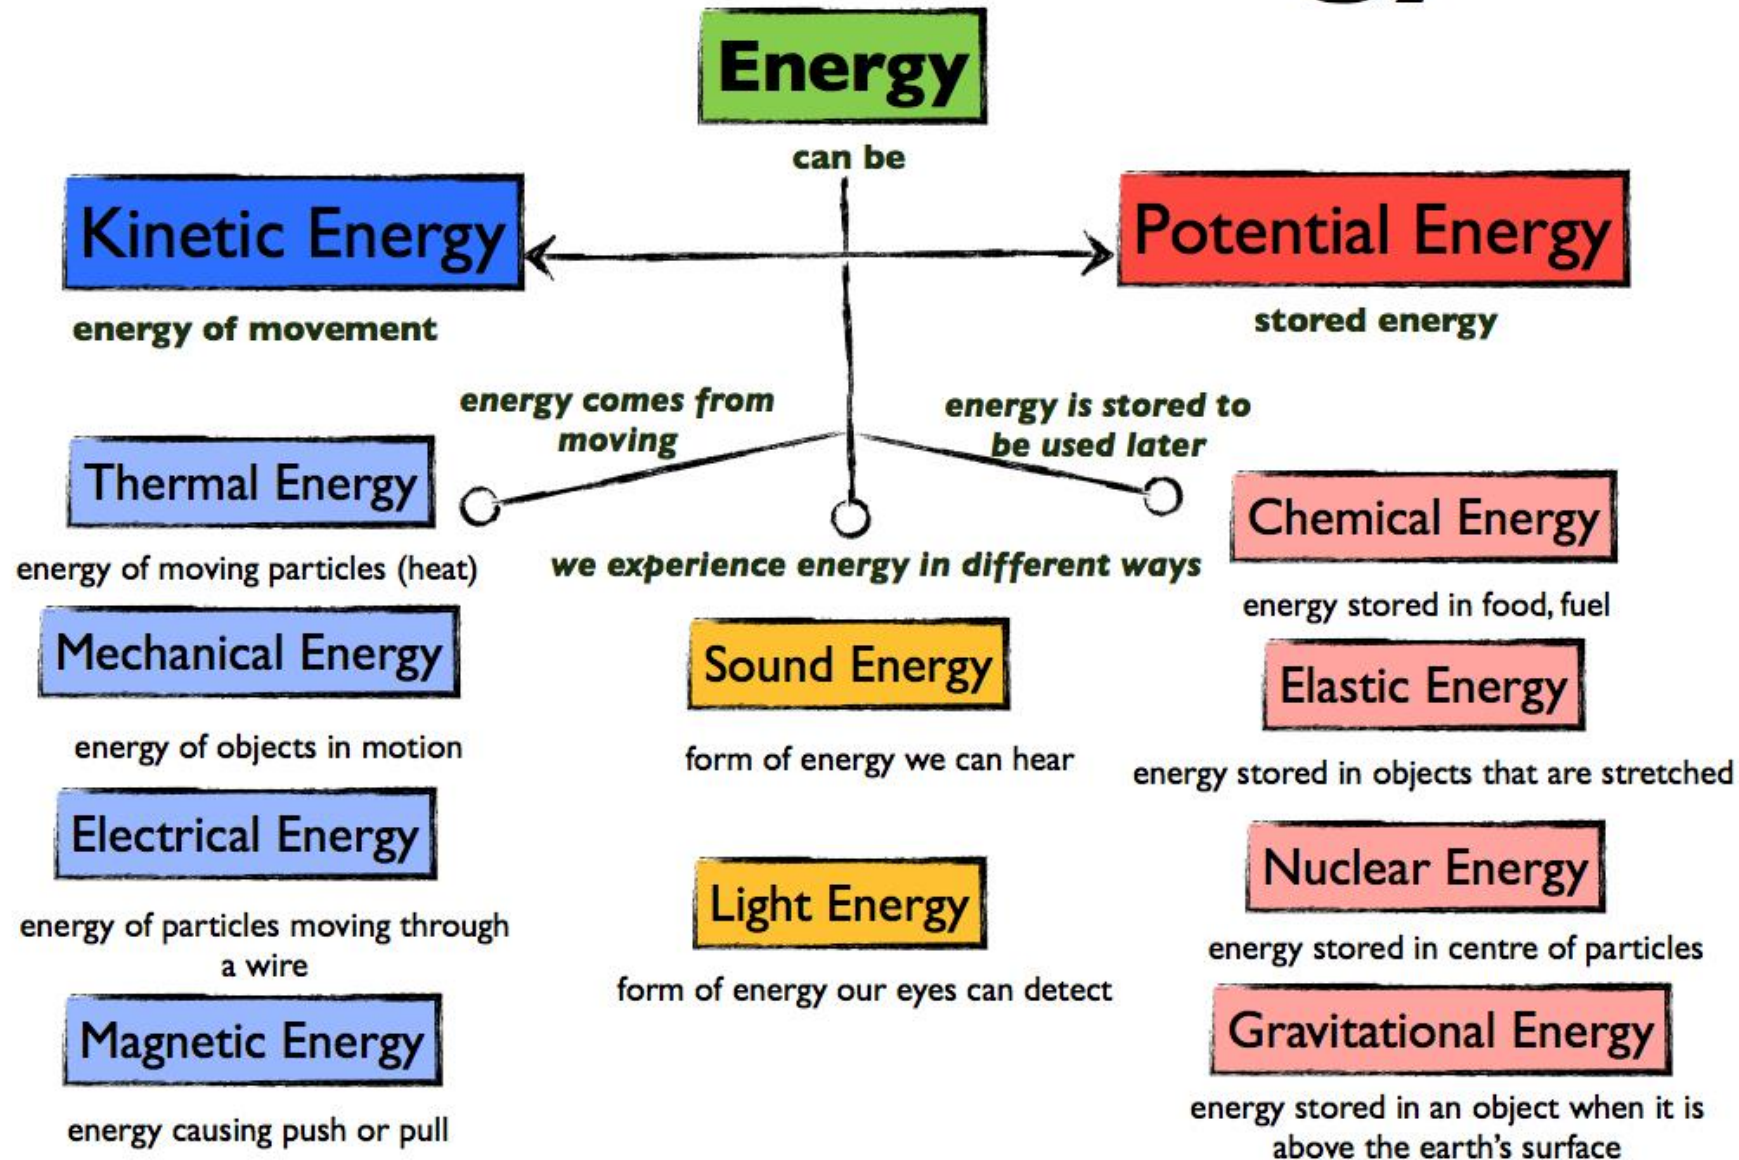 Energy
can be
Kinetic Energy
energy of movement
Potential Energy
stored energy
energy comes from
moving
energy is stored to
be used later
we experience energy in different ways
Thermal Energy
energy of moving particles (heat)
Mechanical Energy
energy of objects in motion
Electrical Energy
energy of particles moving through
a wire
Magnetic Energy
energy causing push or pull
Sound Energy
form of energy we can hear
Light Energy
form of energy our eyes can detect
Chemical Energy
energy stored in food, fuel
Elastic Energy
energy stored in objects that are stretched
Nuclear Energy
energy stored in centre of particles
Gravitational Energy
energy stored in an object when it is
above the earth's surface